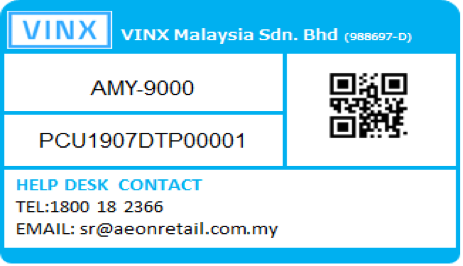 VINX VINX Malaysia Sdn. Bhd (988697-D)
AMY-9000
PCU1907DTP00001
HELP DESK CONTACT
TEL:1800 18 2366
EMAIL: sr@aeonretail.com.my